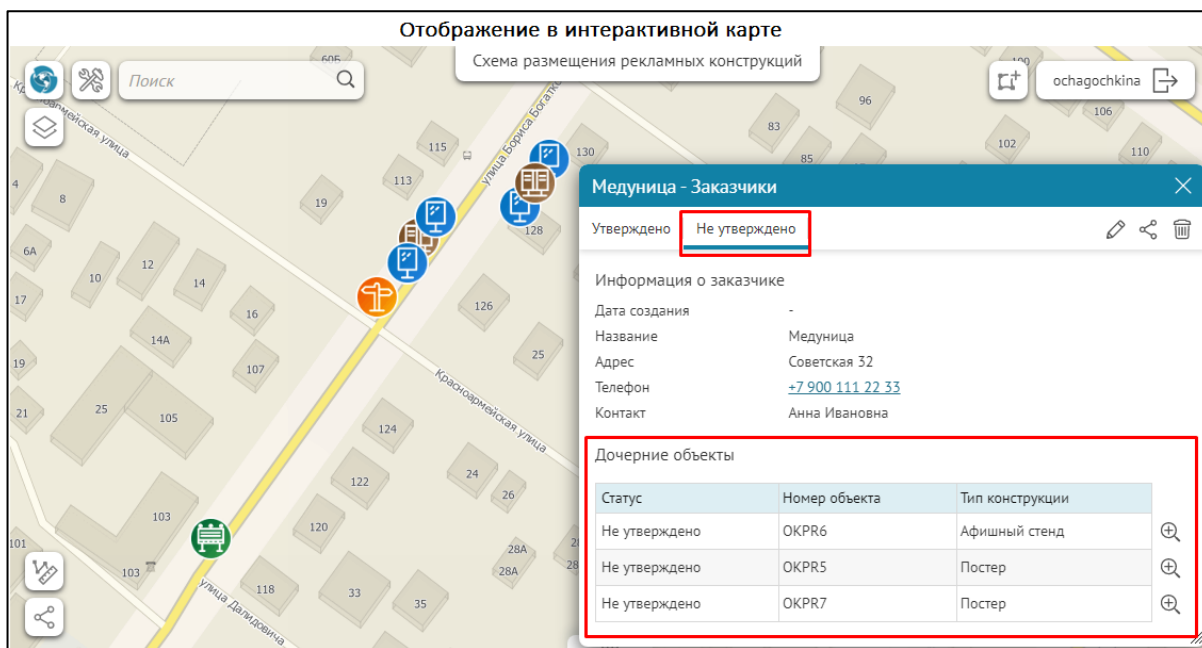 Отображение в интерактивной карте
Схема размещения рекламных конструкций
Поиск
ochagochkina
60Б
100
106
96
83
102
110
85
130
115
113
Красноармейская улица
улица Бориса Богатко
4
8
19
128
6А
12
10
14
17
16
126
14А
25
19
107
Красноармейская улица
21
25
105
124
24
122
26
103
120
101
28А
28А
103
118
33
35
улица Далидовича
Медуница - Заказчики
Утверждено Не утверждено
Информация о заказчике
Дата создания -
Название Медуница
Адрес Советская 32
Телефон +7 900 111 22 33
Контакт Анна Ивановна
Дочерние объекты
Статус Номер объекта Тип конструкции
Не утверждено OKPR6 Афишный стенд
Не утверждено OKPR5 Постер
Не утверждено OKPR7 Постер